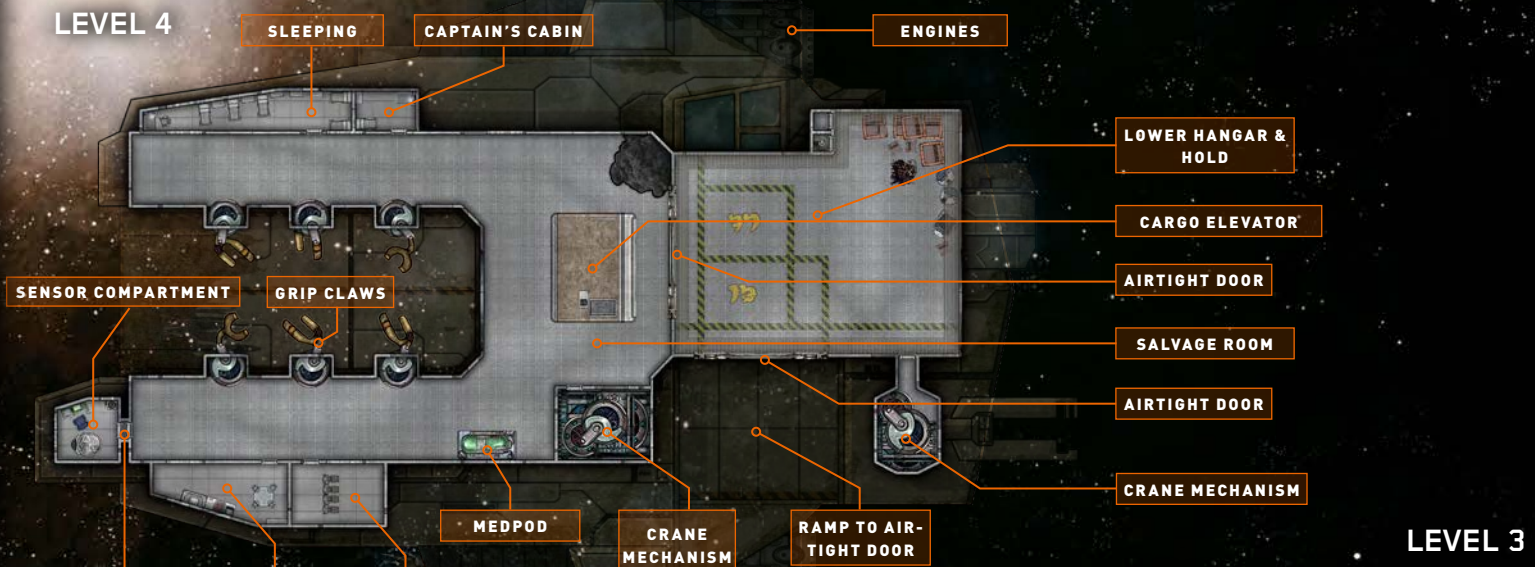 LEVEL 4
SLEEPING
CAPTAIN'S CABIN
ENGINES
LOWER HANGAR &
HOLD
CARGO ELEVATOR
AIRTIGHT DOOR
SENSOR COMPARTMENT
GRIP CLAWS
SALVAGE ROOM
AIRTIGHT DOOR
CRANE MECHANISM
MEDPOD
CRANE
MECHANISM
RAMP TO AIR-
TIGHT DOOR
LEVEL 3